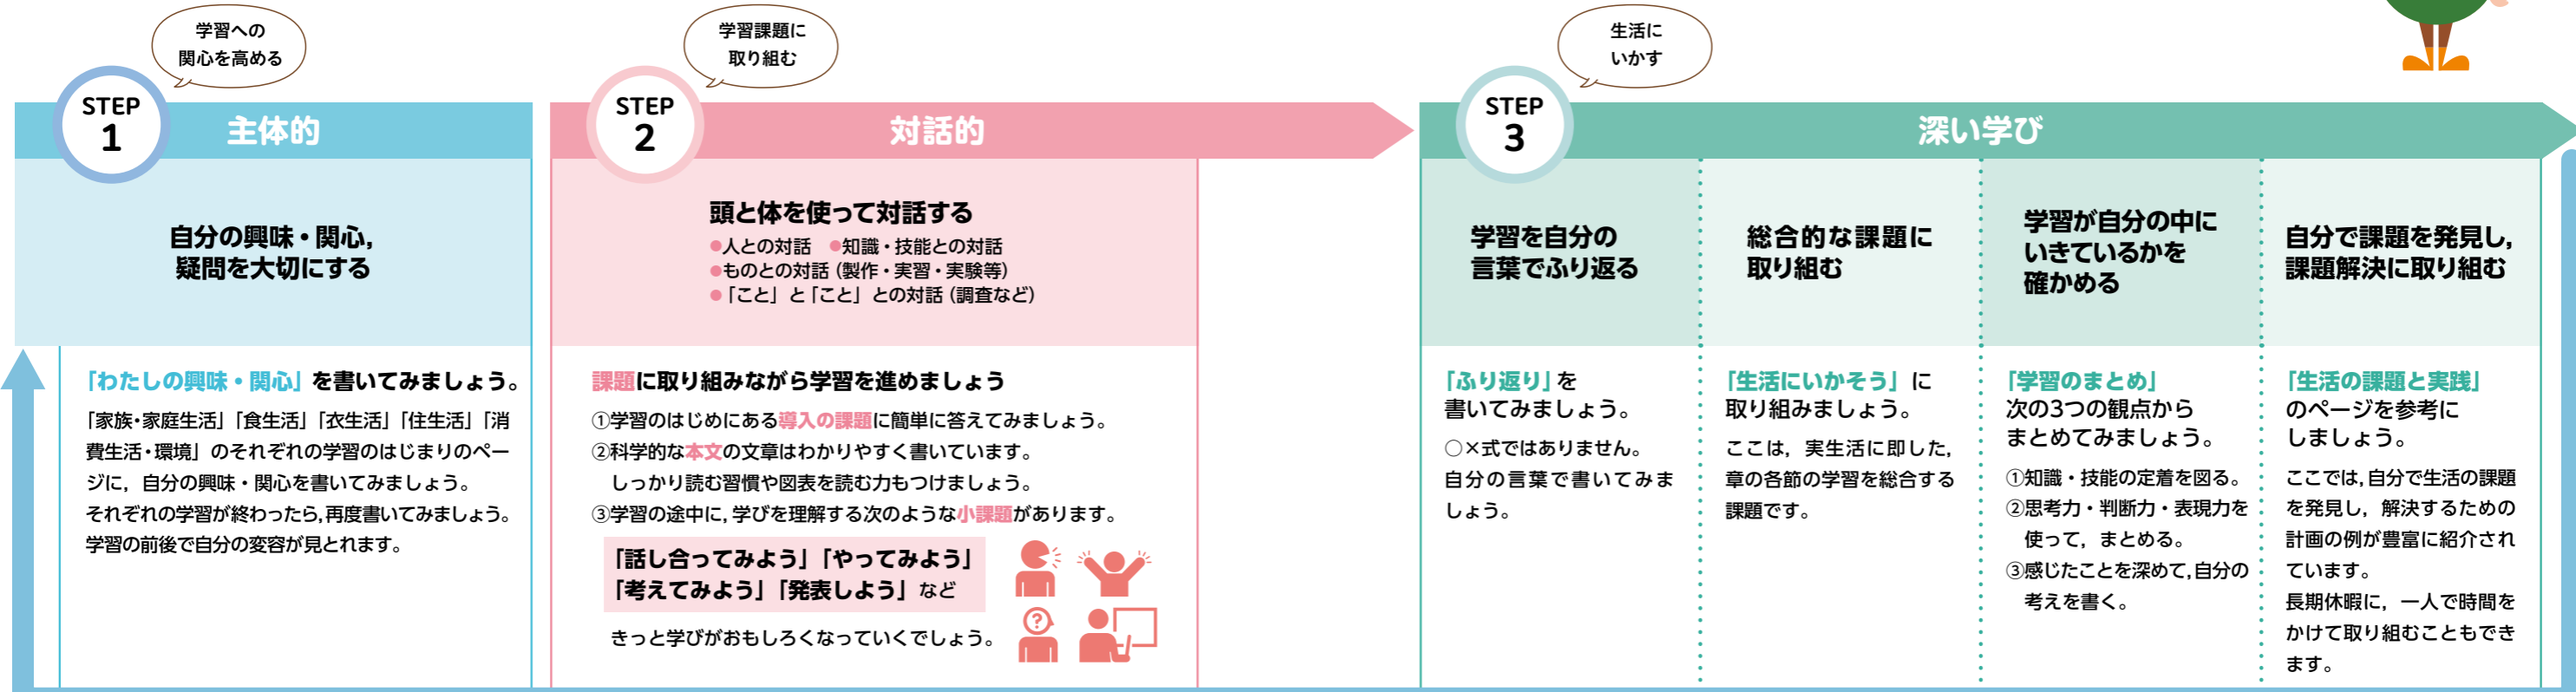 学習への
関心を高める
STEP
1
主体的
自分の興味・関心,
疑問を大切にする
「わたしの興味・関心」を書いてみましょう。
「家族・家庭生活」「食生活」「衣生活」「住生活」「消
費生活・環境」のそれぞれの学習のはじまりのペー
ジに，自分の興味・関心を書いてみましょう。
それぞれの学習が終わったら,再度書いてみましょう。
学習の前後で自分の変容が見とれます。
学習課題に
取り組む
STEP
2
対話的
頭と体を使って対話する
●人との対話　●知識・技能との対話
●ものとの対話（製作・実習・実験等）
●「こと」と「こと」との対話（調査など）
課題に取り組みながら学習を進めましょう
①学習のはじめにある導入の課題に簡単に答えてみましょう。
②科学的な本文の文章はわかりやすく書いています。
しっかり読む習慣や図表を読む力もつけましょう。
③学習の途中に,学びを理解する次のような小課題があります。
「話し合ってみよう」「やってみよう」
「考えてみよう」「発表しよう」など
?
きっと学びがおもしろくなっていくでしょう。
生活に
いかす
STEP
3
深い学び
学習を自分の
言葉でふり返る
「ふり返り」を
書いてみましょう。
○×式ではありません。
自分の言葉で書いてみま
しょう。
総合的な課題に
取り組む
「生活にいかそう」に
取り組みましょう。
ここは，実生活に即した,
章の各節の学習を総合する
課題です。
学習が自分の中に
いきているかを
確かめる
「学習のまとめ」
次の3つの観点から
まとめてみましょう。
①知識・技能の定着を図る。
②思考力・判断力・表現力を
使って，まとめる。
③感じたことを深めて,自分の
考えを書く。
自分で課題を発見し,
課題解決に取り組む
「生活の課題と実践」
のページを参考に
しましょう。
ここでは,自分で生活の課題
を発見し，解決するための
計画の例が豊富に紹介され
ています。
長期休暇に，一人で時間を
かけて取り組むこともでき
ます。